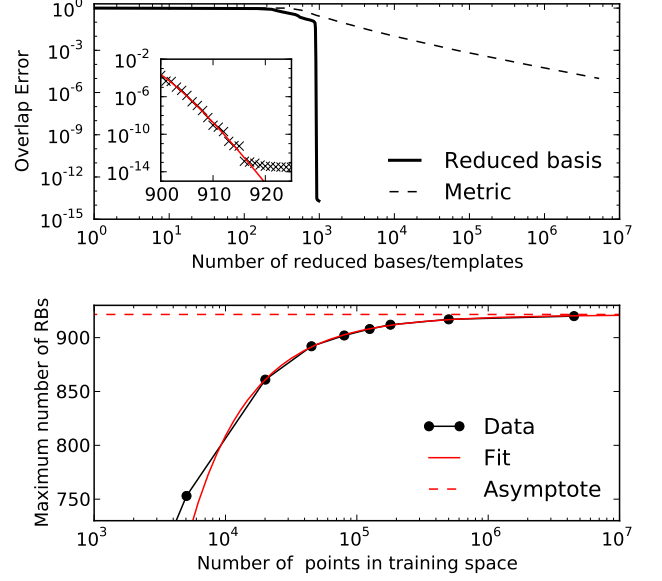 10^0
10^-3
10^-6
10^-9
10^-12
10^-15
Overlap Error
10^-2
10^-6
10^-10
10^-14
900 910 920
Reduced basis
Metric
10^0 10^1 10^2 10^3 10^4 10^5 10^6 10^7
Number of reduced bases/templates
900
850
800
750
Maximum number of RBs
Data
Fit
Asymptote
10^3 10^4 10^5 10^6 10^7
Number of points in training space